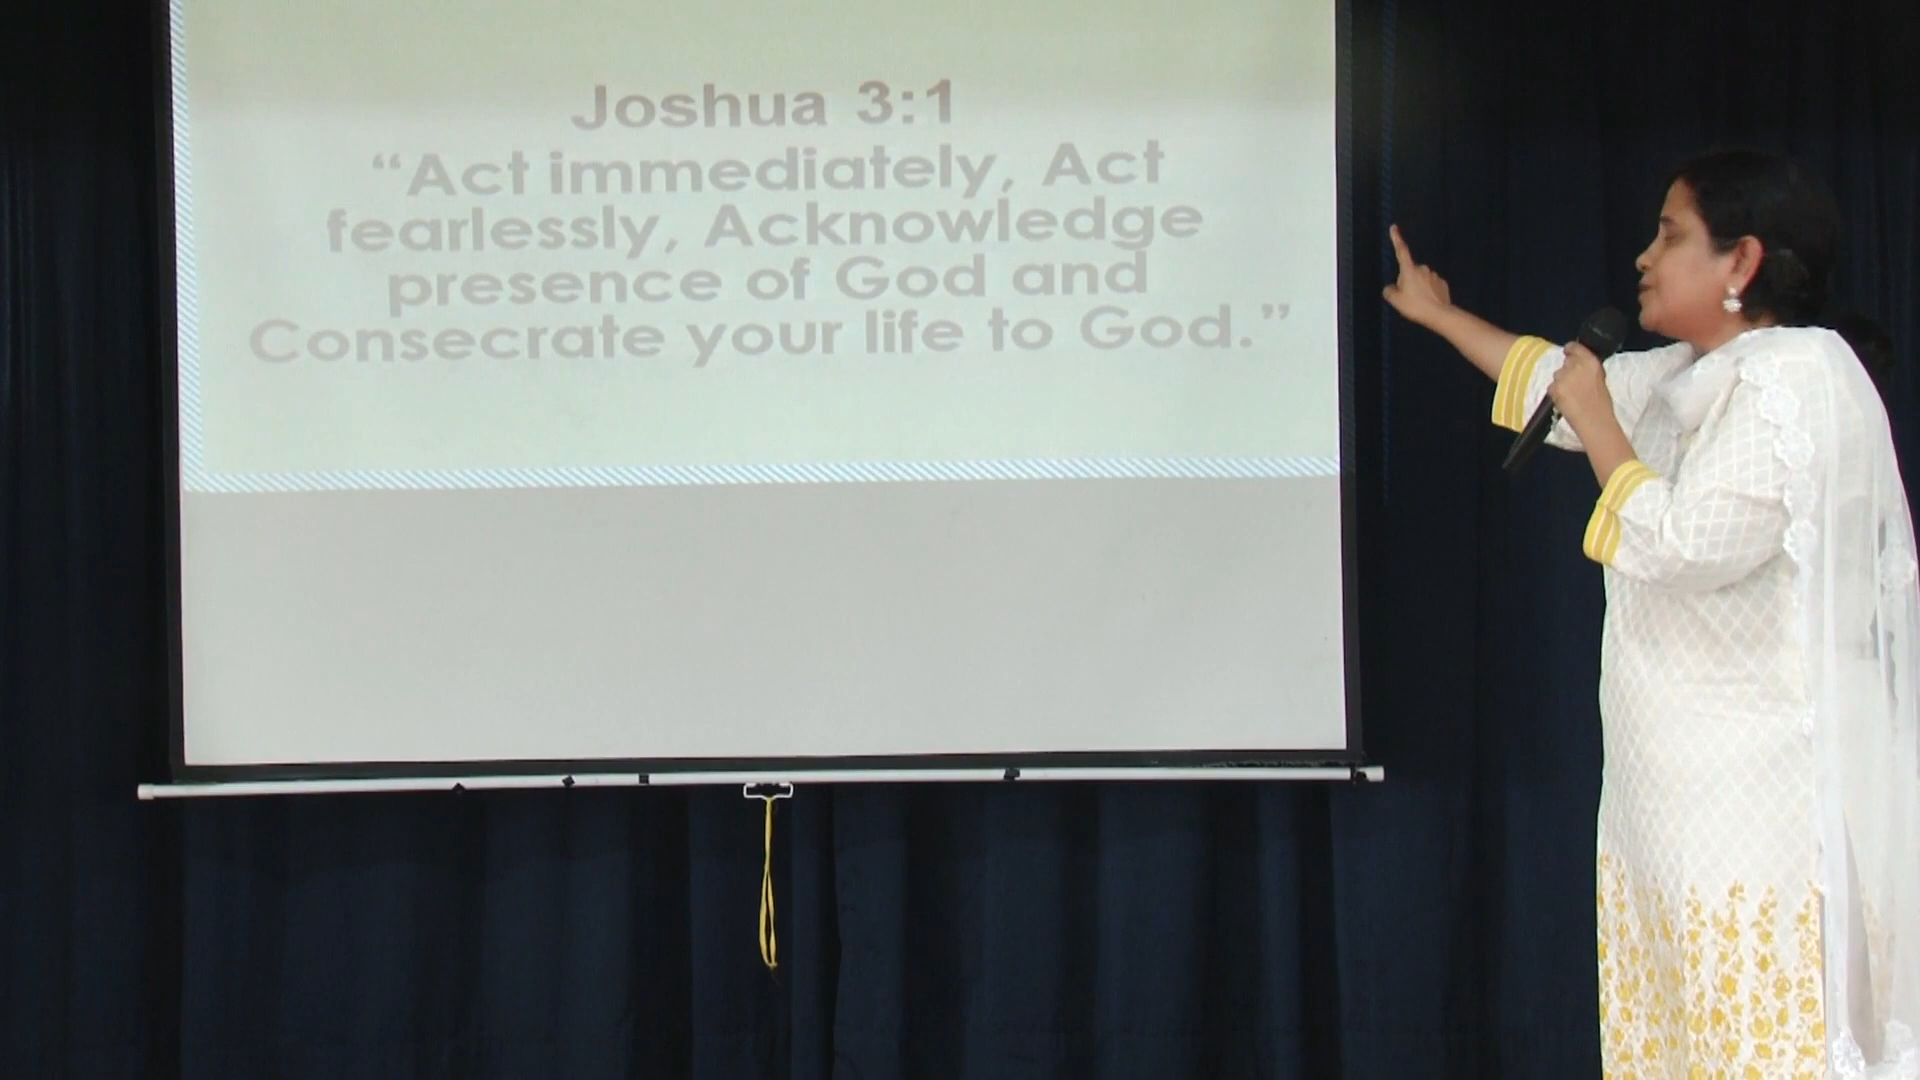 Joshua 3:1
“Act immediately, Act
fearlessly, Acknowledge
presence of God and
Consecrate your life to God.”